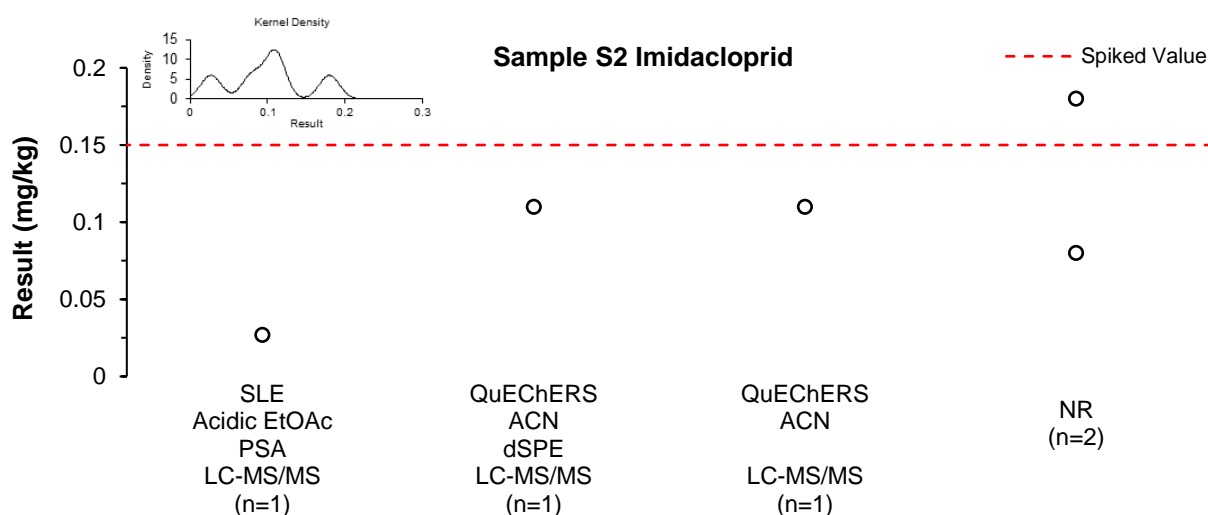 Kernel Density
15
10
5
0
Density
0 0.1 0.2 0.3
Result
Sample S2 Imidacloprid
Spiked Value
0.2
0.15
0.1
0.05
0
Result (mg/kg)
SLE
Acidic EtOAc
PSA
LC-MS/MS
(n=1)
QuEChERS
ACN
dSPE
LC-MS/MS
(n=1)
QuEChERS
ACN
LC-MS/MS
(n=1)
NR
(n=2)